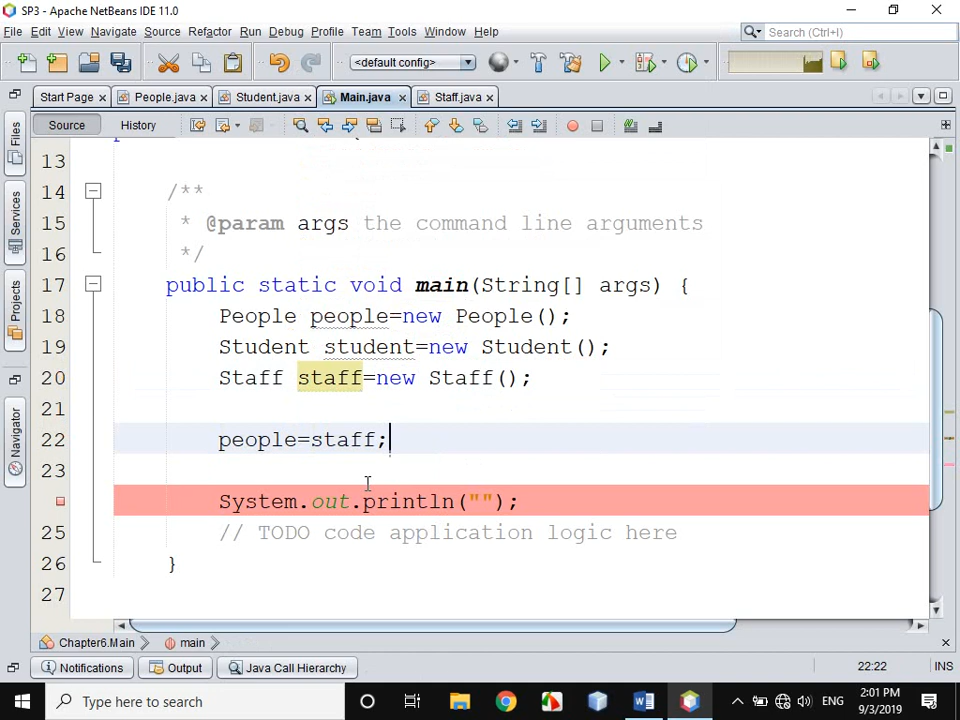 SP3 - Apache NetBeans IDE 11.0
File Edit View Navigate Source Refactor Run Debug Profile Team Tools Window Help
Search (Ctrl+I)
<default config>
Start Page People.java Student.java Main.java Staff.java
Source History
13
14 /**
15 * @param args the command line arguments
16 */
17 public static void main(String[] args) {
18 People people=new People();
19 Student student=new Student();
20 Staff staff=new Staff();
21
22 people=staff;
23
System.out.println("");
25 // TODO code application logic here
26 }
27
Files
Services
Projects
Navigator
Chapter6.Main main
Notifications Output Java Call Hierarchy
22:22 INS
Type here to search
ENG
2:01 PM
9/3/2019